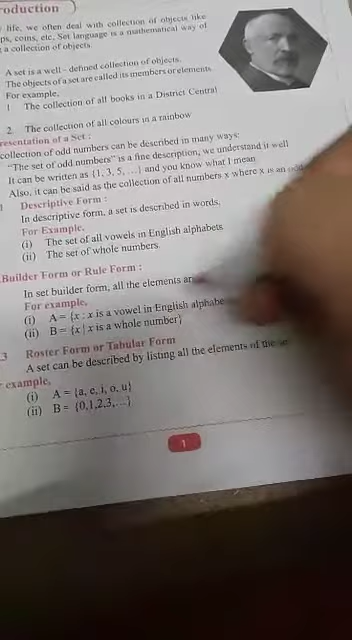 roduction
life, we often deal with collection of objects like
ps, coins, etc. Set language is a mathematical way of
a collection of objects.
A set is a well – defined collection of objects.
The objects of a set are called its members or elements.
For example,
1 The collection of all books in a District Central
2. The collection of all colours in a rainbow
resentation of a Set :
collection of odd numbers can be described in many ways:
"The set of odd numbers" is a fine description, we understand it well
It can be written as {1, 3, 5, ...} and you know what I mean
Also, it can be said as the collection of all numbers x where x is an odd
1 Descriptive Form :
In descriptive form, a set is described in words.
For Example,
(i) The set of all vowels in English alphabets
(ii) The set of whole numbers
Builder Form or Rule Form :
In set builder form, all the elements ar
For example,
(i) A = {x : x is a vowel in English alphabe
(ii) B = {x | x is a whole number}
3 Roster Form or Tabular Form
A set can be described by listing all the elements of the set
example,
(i) A = {a, e, i, o, u}
(ii) B = {0,1,2,3,...}
1